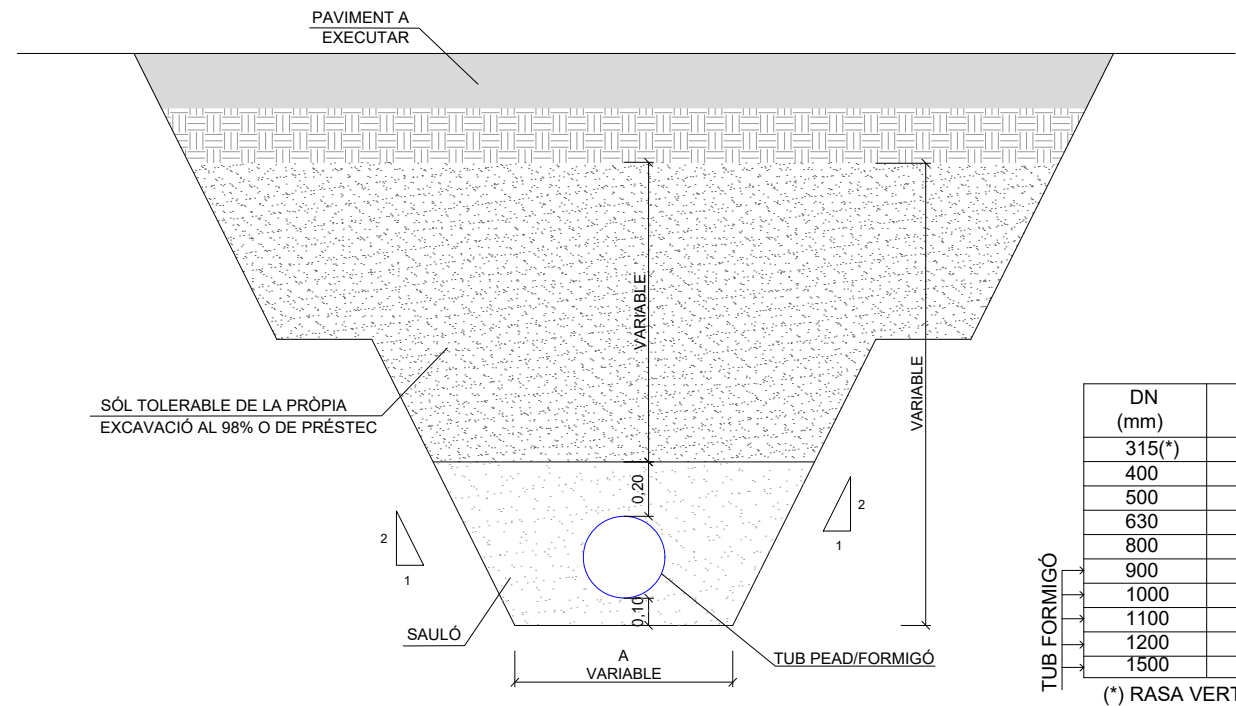 PAVIMENT A
EXECUTAR
VARIABLE
VARIABLE
SÓL TOLERABLE DE LA PRÒPIA
EXCAVACIÓ AL 98% O DE PRÉSTEC
0,20
2
1
2
1
0,10
SAULÓ
A
VARIABLE
TUB PEAD/FORMIGÓ
DN
(mm)
315(*)
400
500
630
800
900
1000
1100
1200
1500
TUB FORMIGÓ
(*) RASA VERT